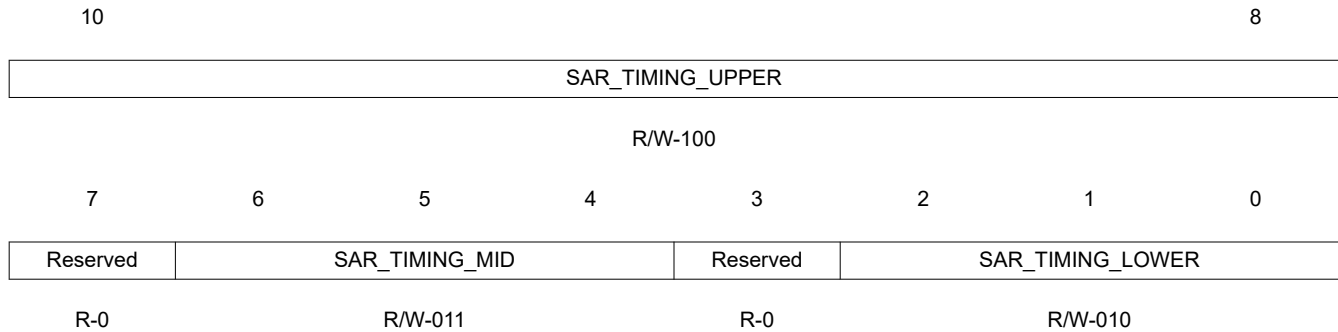 10 8
SAR_TIMING_UPPER
R/W-100
7 6 5 4 3 2 1 0
Reserved SAR_TIMING_MID Reserved SAR_TIMING_LOWER
R-0 R/W-011 R-0 R/W-010